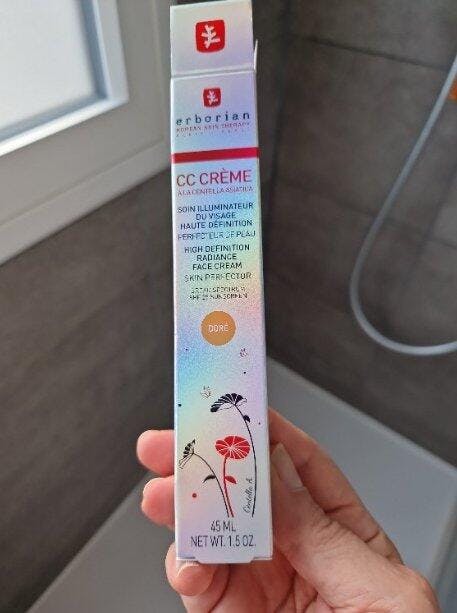 erborian
KOREAN SKIN THERAPY
CC CRÈME
À LA CENTELLA ASIATICA
SOIN ILLUMINATEUR
DU VISAGE
HAUTE DÉFINITION
PERFECTEUR DE PEAU
HIGH DEFINITION
RADIANCE
FACE CREAM
SKIN PERFECTOR
SUNSCREEN
DORÉ
Centella A.
45 ML
NET WT. 1.5 OZ.